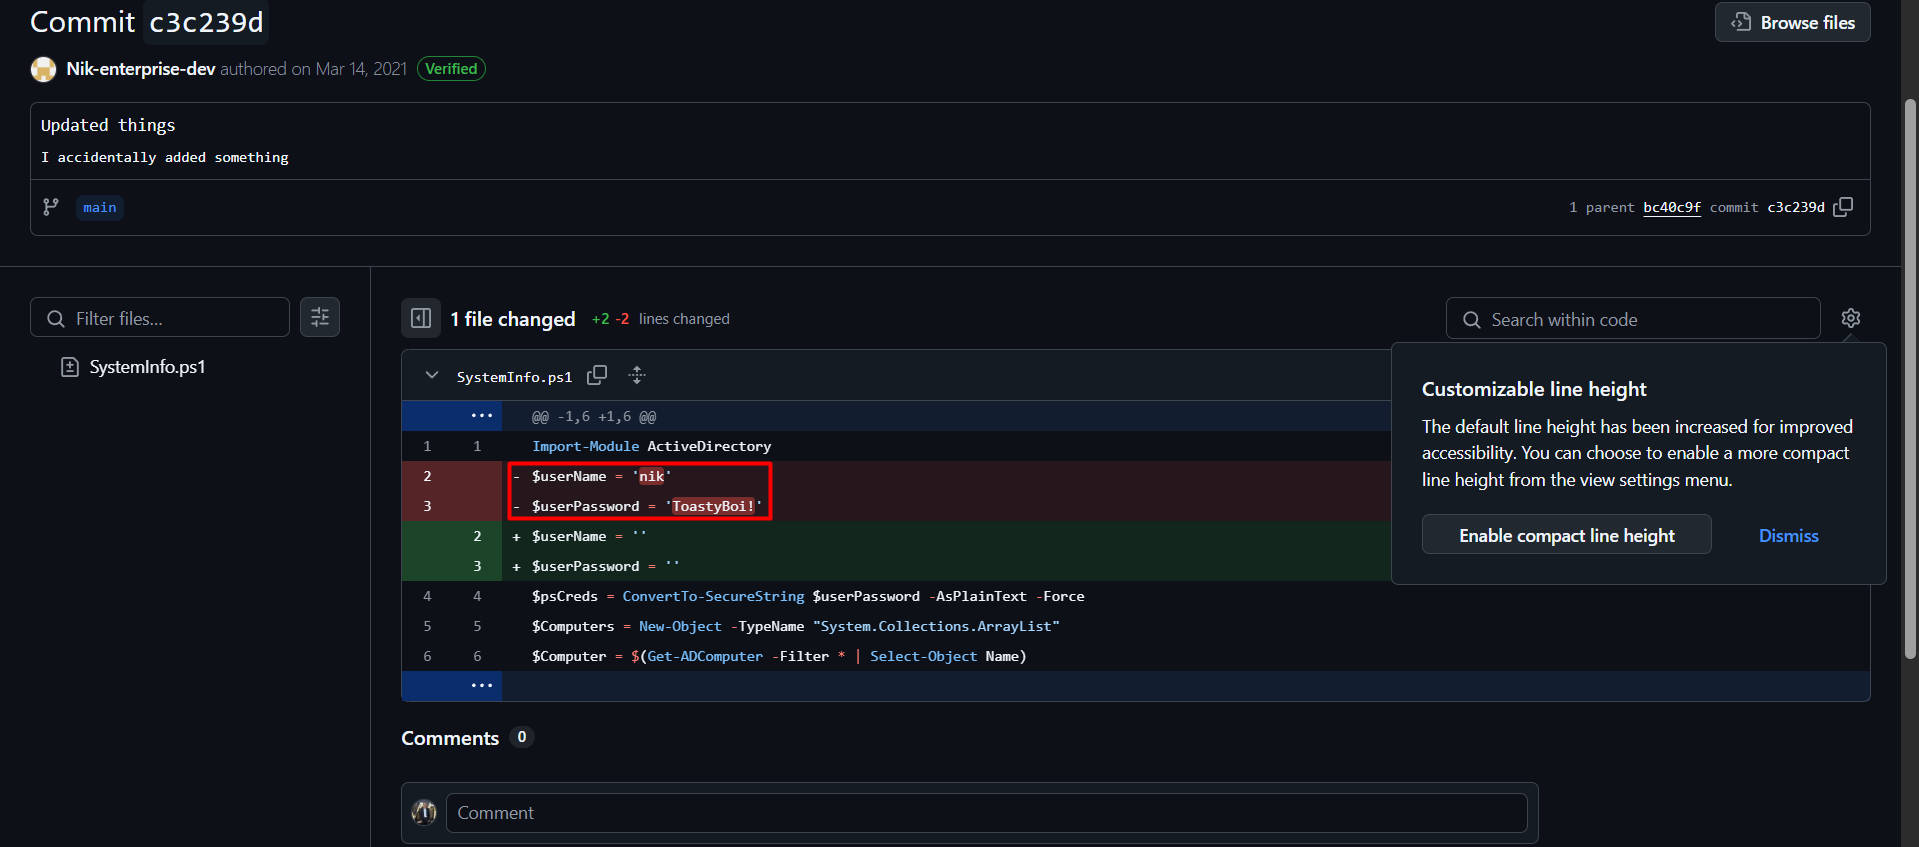 Commit c3c239d
Browse files
Nik-enterprise-dev authored on Mar 14, 2021 Verified
Updated things
I accidentally added something
main
1 parent bc40c9f commit c3c239d
Filter files...
SystemInfo.ps1
1 file changed +2 -2 lines changed
Search within code
SystemInfo.ps1
@@ -1,6 +1,6 @@
1 1 Import-Module ActiveDirectory
2 - $userName = 'nik'
3 - $userPassword = 'ToastyBoi!'
2 + $userName = ''
3 + $userPassword = ''
4 4 $psCreds = ConvertTo-SecureString $userPassword -AsPlainText -Force
5 5 $Computers = New-Object -TypeName "System.Collections.ArrayList"
6 6 $Computer = $(Get-ADComputer -Filter * | Select-Object Name)
Customizable line height
The default line height has been increased for improved
accessibility. You can choose to enable a more compact
line height from the view settings menu.
Enable compact line height
Dismiss
Comments 0
Comment